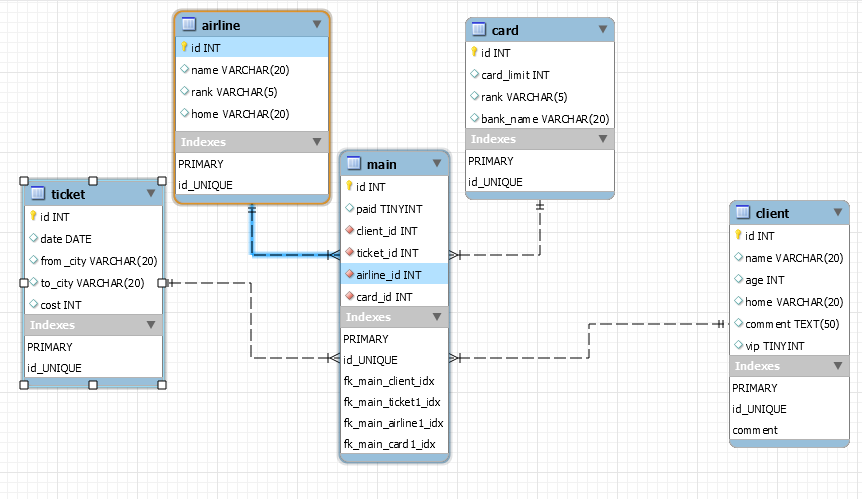 airline
id INT
name VARCHAR(20)
rank VARCHAR(5)
home VARCHAR(20)
Indexes
PRIMARY
id_UNIQUE
card
id INT
card_limit INT
rank VARCHAR(5)
bank_name VARCHAR(20)
Indexes
PRIMARY
id_UNIQUE
ticket
id INT
date DATE
from_city VARCHAR(20)
to_city VARCHAR(20)
cost INT
Indexes
PRIMARY
id_UNIQUE
main
id INT
paid TINYINT
client_id INT
ticket_id INT
airline_id INT
card_id INT
Indexes
PRIMARY
id_UNIQUE
fk_main_client_idx
fk_main_ticket1_idx
fk_main_airline1_idx
fk_main_card1_idx
client
id INT
name VARCHAR(20)
age INT
home VARCHAR(20)
comment TEXT(50)
vip TINYINT
Indexes
PRIMARY
id_UNIQUE
comment